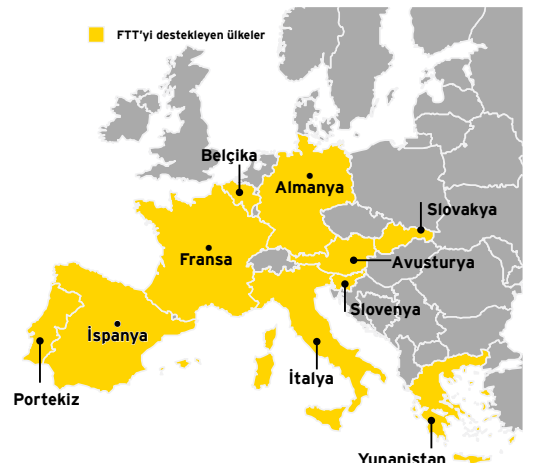 FTT'yi destekleyen ülkeler
Belçika
Almanya
Slovakya
Fransa
Avusturya
Slovenya
İspanya
İtalya
Portekiz
Yunanistan